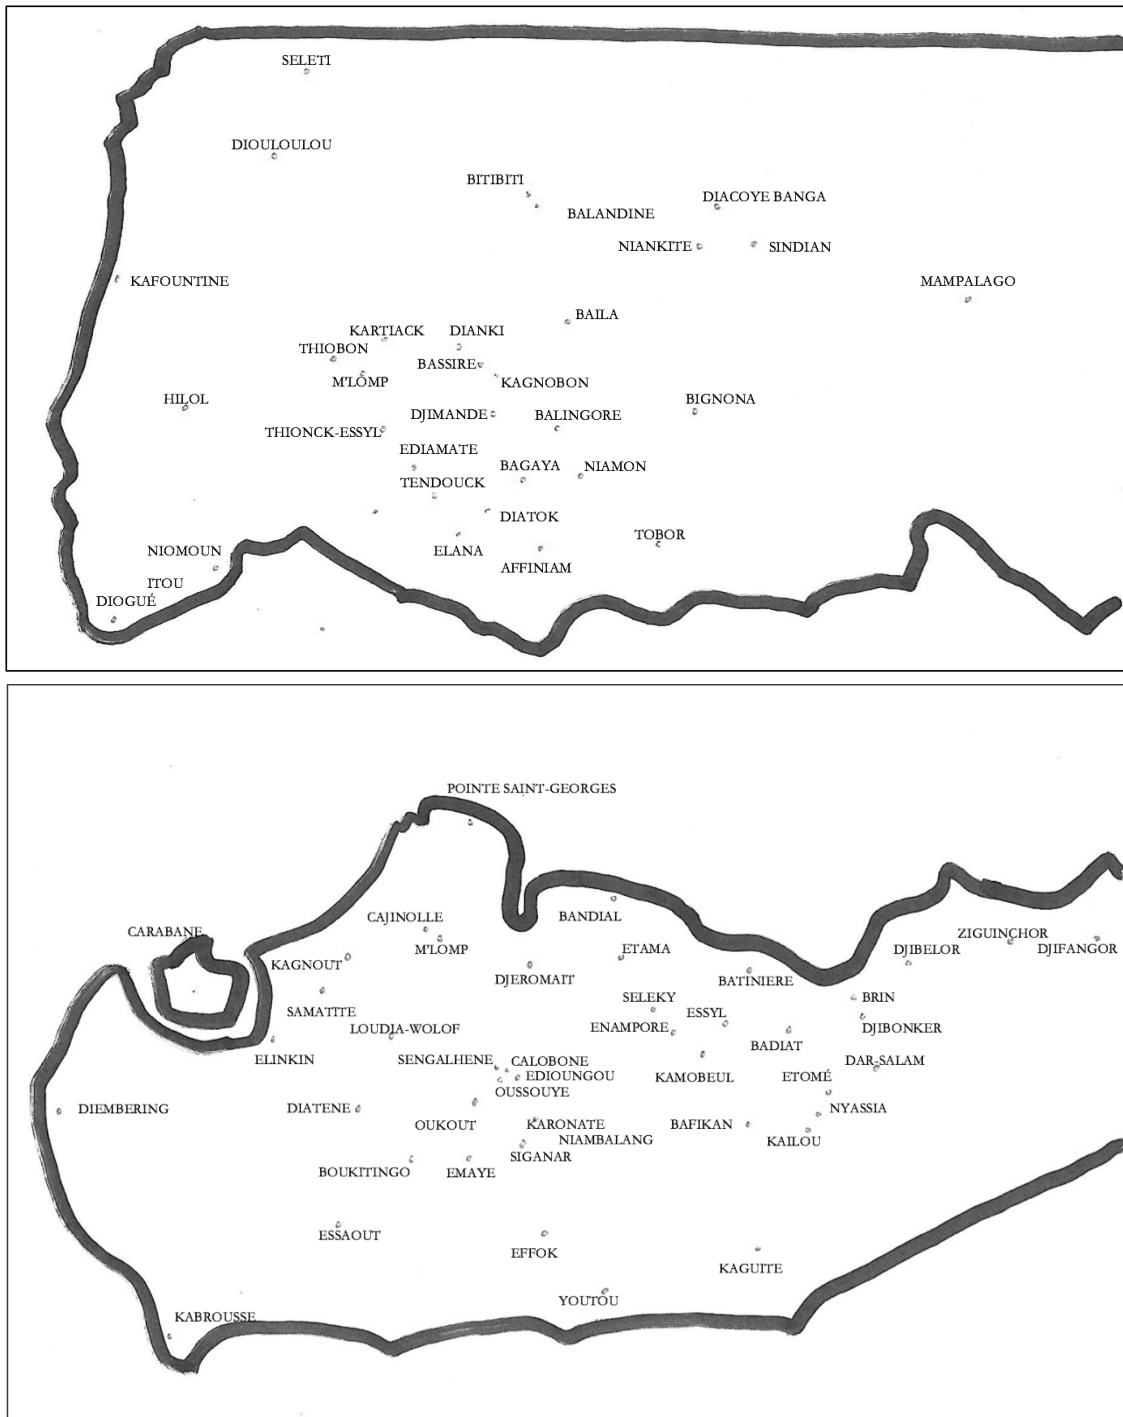 SELETI
DIOULOULOU
BITIBITI
DIACOYE BANGA
BALANDINE
NIANKITE
SINDIAN
KAFOUNTINE
MAMPALAGO
BAILA
KARTIACK
DIANKI
THIOBON
BASSIRE
M'LOMP
KAGNOBON
HILOL
BIGNONA
DJIMANDE
BALINGORE
THIONCK-ESSYL
EDIAMATE
BAGAYA
NIAMON
TENDOUCK
DIATOK
TOBOR
NIOMOUN
ELANA
AFFINIAM
ITOU
DIOGUÉ
POINTE SAINT-GEORGES
CAJINOLLE
BANDIAL
CARABANE
ZIGUINCHOR
M'LOMP
ETAMA
DJIBELOR
DJIFANGOR
KAGNOUT
DJEROMAIT
BATINIERE
SELEKY
BRIN
SAMATITE
ESSYL
LOUDIA-WOLOF
ENAMPORE
DJIBONKER
BADIAT
ELINKIN
SENGALHENE
CALOBONE
DAR-SALAM
EDIOUNGOU
KAMOBEUL
ETOMÉ
OUSSOUYE
DIEMBERING
DIATENE
NYASSIA
OUKOUT
KARONATE
BAFIKAN
NIAMBALANG
KAILOU
SIGANAR
BOUKITINGO
EMAYE
ESSAOUT
EFFOK
KAGUITE
YOUTOU
KABROUSSE